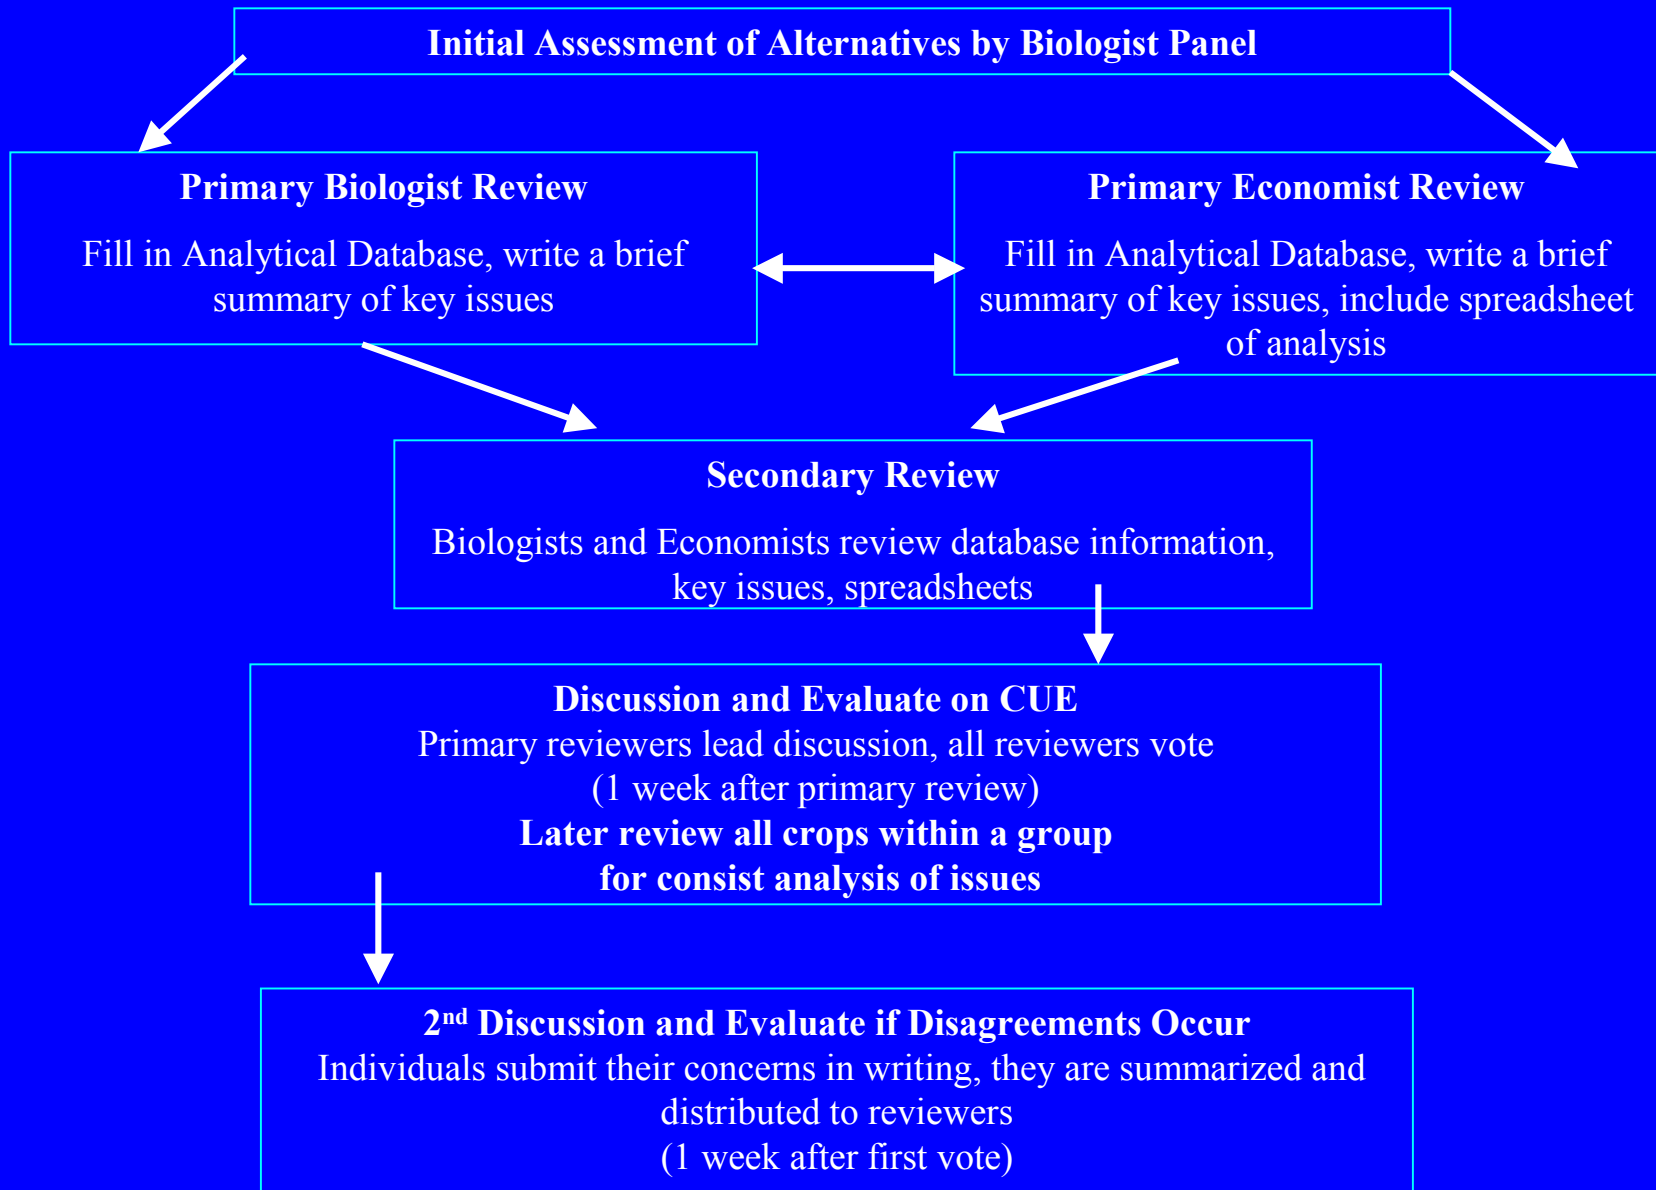 Initial Assessment of Alternatives by Biologist Panel
Primary Biologist Review
Fill in Analytical Database, write a brief
summary of key issues
Primary Economist Review
Fill in Analytical Database, write a brief
summary of key issues, include spreadsheet
of analysis
Secondary Review
Biologists and Economists review database information,
key issues, spreadsheets
Discussion and Evaluate on CUE
Primary reviewers lead discussion, all reviewers vote
(1 week after primary review)
Later review all crops within a group
for consist analysis of issues
2nd Discussion and Evaluate if Disagreements Occur
Individuals submit their concerns in writing, they are summarized and
distributed to reviewers
(1 week after first vote)